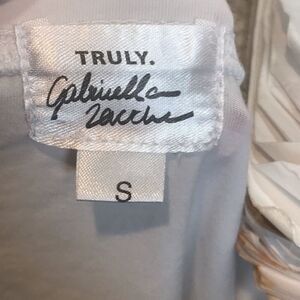 TRULY.
Gabriella
Zacche
S